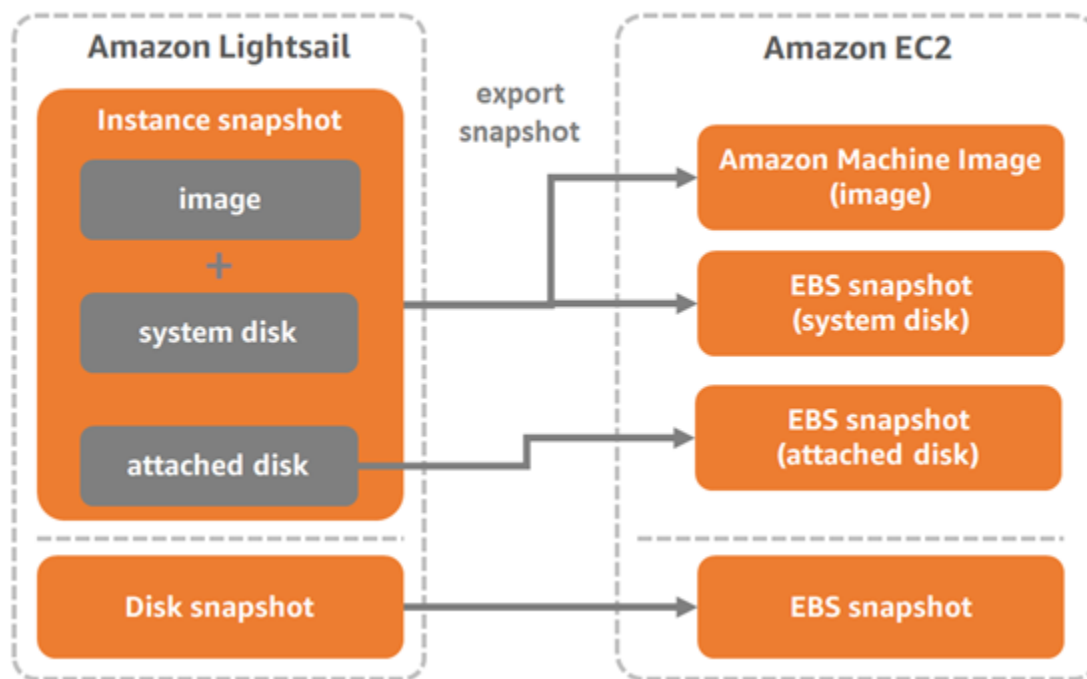 Amazon Lightsail
Instance snapshot
image
+
system disk
attached disk
Disk snapshot
export
snapshot
Amazon EC2
Amazon Machine Image
(image)
EBS snapshot
(system disk)
EBS snapshot
(attached disk)
EBS snapshot